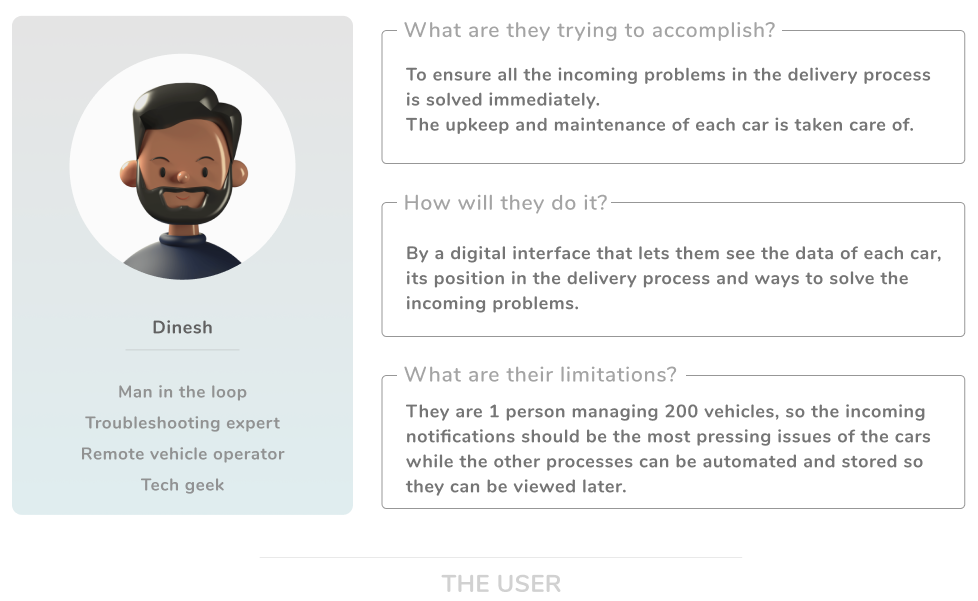 Dinesh
Man in the loop
Troubleshooting expert
Remote vehicle operator
Tech geek
What are they trying to accomplish?
To ensure all the incoming problems in the delivery process
is solved immediately.
The upkeep and maintenance of each car is taken care of.
How will they do it?
By a digital interface that lets them see the data of each car,
its position in the delivery process and ways to solve the
incoming problems.
What are their limitations?
They are 1 person managing 200 vehicles, so the incoming
notifications should be the most pressing issues of the cars
while the other processes can be automated and stored so
they can be viewed later.
THE USER